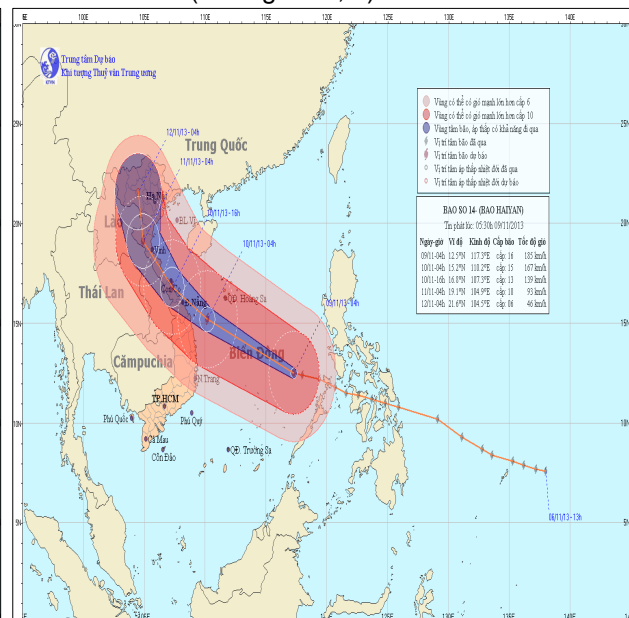 Trung tâm Dự báo
Khí tượng Thuỷ văn Trung ương
12/11/13 - 04h
11/11/13 - 04h
Trung Quốc
10/11/13 - 16h
10/11/13 - 04h
09/11/13 - 04h
Lào
Vinh
Thái Lan
QĐ. Hoàng Sa
Đ.Nẵng
Biển Đông
Cămpuchia
N Trang
TP.HCM
Phú Quốc
Phú Quý
Cà Mau
Côn Đảo
QĐ. Trường Sa
06/11/13 - 13h
Vùng có thể có gió mạnh lớn hơn cấp 6
Vùng có thể có gió mạnh lớn hơn cấp 10
Vùng tâm bão, áp thấp có khả năng đi qua
Vị trí tâm bão đã qua
Vị trí tâm bão dự báo
Vị trí tâm áp thấp nhiệt đới đã qua
Vị trí tâm áp thấp nhiệt đới dự báo
BAO SO 14- (BAO HAIYAN)
Tin phát lúc: 05:30h 09/11/2013
Ngày-giờ Vĩ độ Kinh độ Cấp bão Tốc độ gió
09/11-04h 12.5°N 117.3°E cấp: 16 185 km/h
10/11-04h 15.2°N 110.2°E cấp: 15 167 km/h
10/11-16h 16.8°N 107.3°E cấp: 13 139 km/h
11/11-04h 19.1°N 104.9°E cấp: 10 93 km/h
12/11-04h 21.6°N 104.5°E cấp: 06 46 km/h